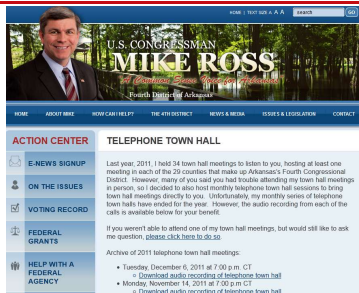 HOME | TEXT SIZE A A A search GO
U.S. CONGRESSMAN
MIKE ROSS
A Common Sense Voice for Arkansas
Fourth District of Arkansas
HOME ABOUT MIKE HOW CAN I HELP? THE 4TH DISTRICT NEWS & MEDIA ISSUES & LEGISLATION CONTACT
ACTION CENTER
E-NEWS SIGNUP
ON THE ISSUES
VOTING RECORD
FEDERAL
GRANTS
HELP WITH A
FEDERAL
AGENCY
TELEPHONE TOWN HALL
Last year, 2011, I held 34 town hall meetings to listen to you, hosting at least one
meeting in each of the 29 counties that make up Arkansas's Fourth Congressional
District. However, many of you said you had trouble attending my town hall meetings
in person, so I decided to also host monthly telephone town hall sessions to bring
town hall meetings directly to you. Unfortunately, my monthly series of telephone
town halls have ended for the year. However, the audio recording from each of the
calls is available below for your benefit.
If you weren't able to attend one of my town hall meetings, but would still like to ask
me question, please click here to do so.
Archive of 2011 telephone town hall meetings:
Tuesday, December 6, 2011 at 7:00 p.m. CT
Download audio recording of telephone town hall
Monday, November 14, 2011 at 7:00 p.m. CT
Download audio recording of telephone town hall